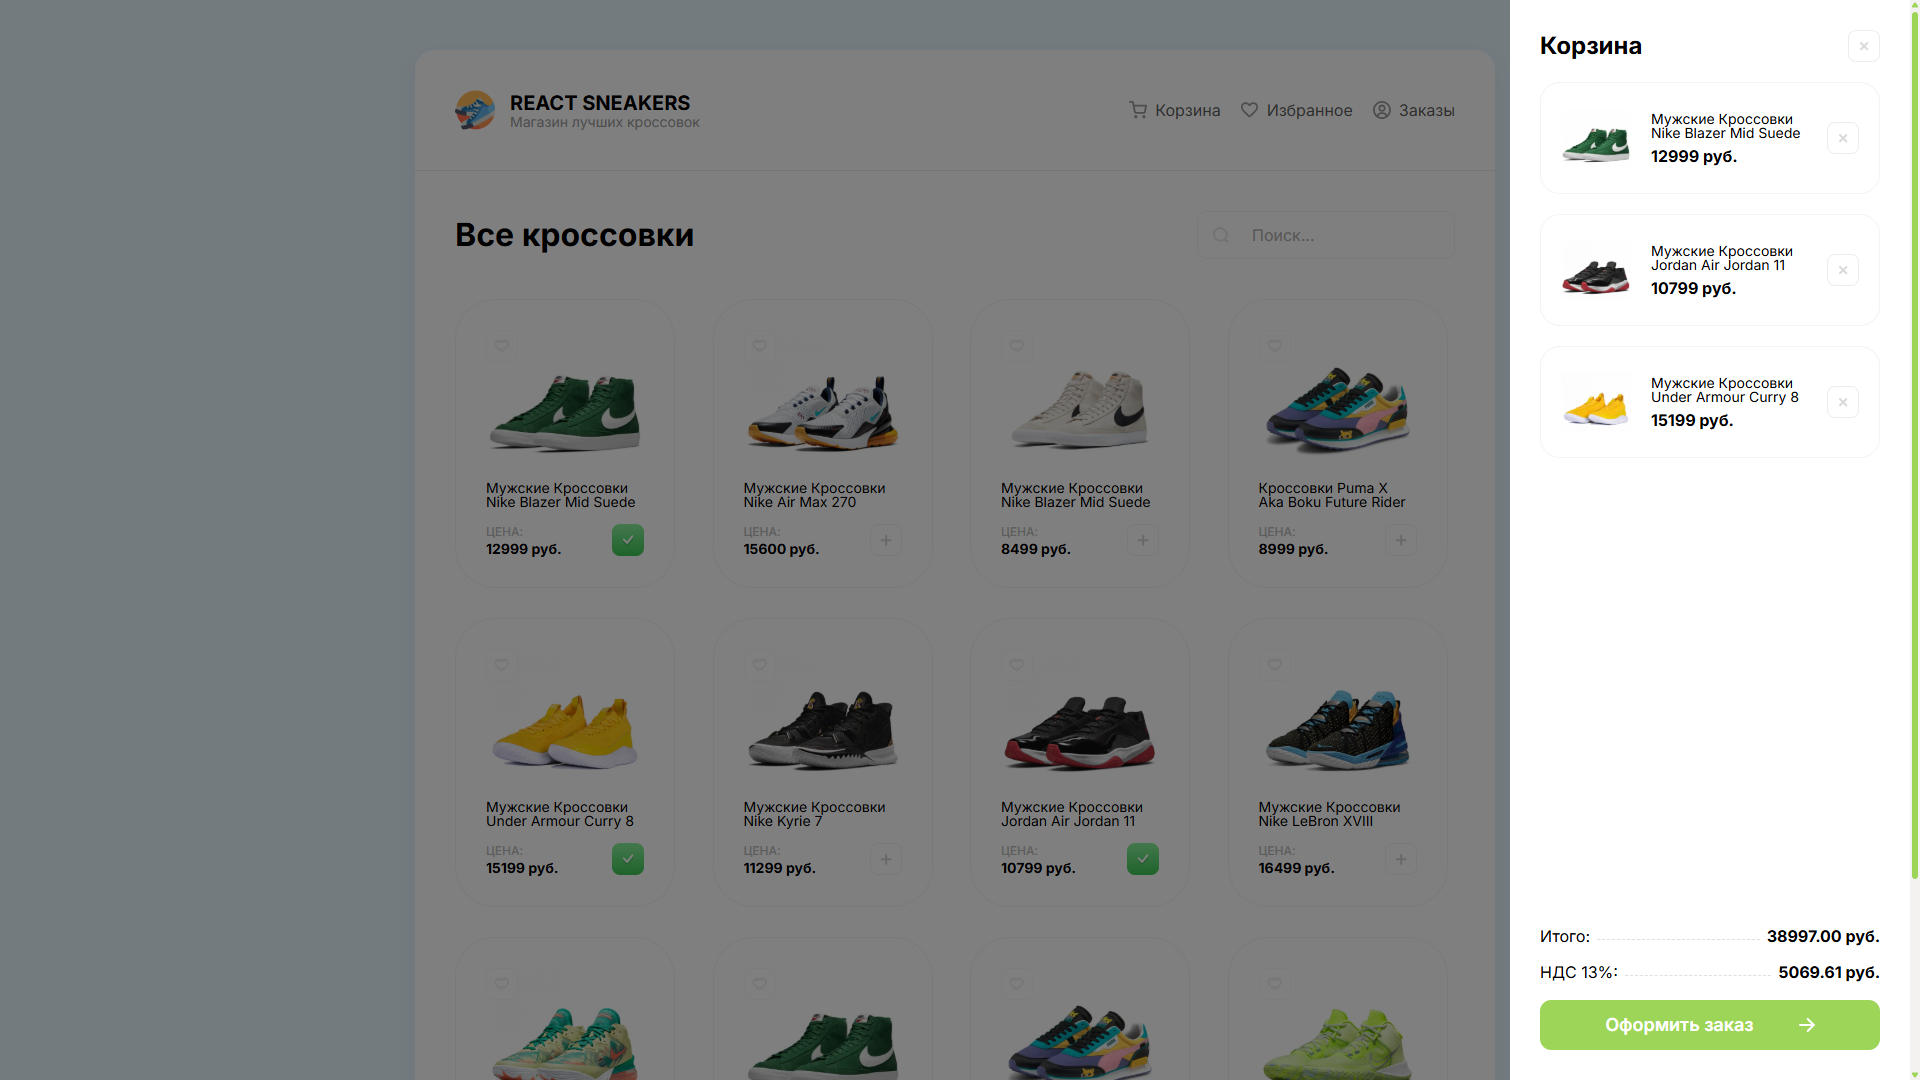 REACT SNEAKERS
Магазин лучших кроссовок
Корзина
Избранное
Заказы
Все кроссовки
Поиск...
Мужские Кроссовки
Nike Blazer Mid Suede
ЦЕНА:
12999 руб.
Мужские Кроссовки
Nike Air Max 270
ЦЕНА:
15600 руб.
Мужские Кроссовки
Nike Blazer Mid Suede
ЦЕНА:
8499 руб.
Кроссовки Puma X
Aka Boku Future Rider
ЦЕНА:
8999 руб.
Мужские Кроссовки
Under Armour Curry 8
ЦЕНА:
15199 руб.
Мужские Кроссовки
Nike Kyrie 7
ЦЕНА:
11299 руб.
Мужские Кроссовки
Jordan Air Jordan 11
ЦЕНА:
10799 руб.
Мужские Кроссовки
Nike LeBron XVIII
ЦЕНА:
16499 руб.
Корзина
Мужские Кроссовки
Nike Blazer Mid Suede
12999 руб.
Мужские Кроссовки
Jordan Air Jordan 11
10799 руб.
Мужские Кроссовки
Under Armour Curry 8
15199 руб.
Итого: 38997.00 руб.
НДС 13%: 5069.61 руб.
Оформить заказ